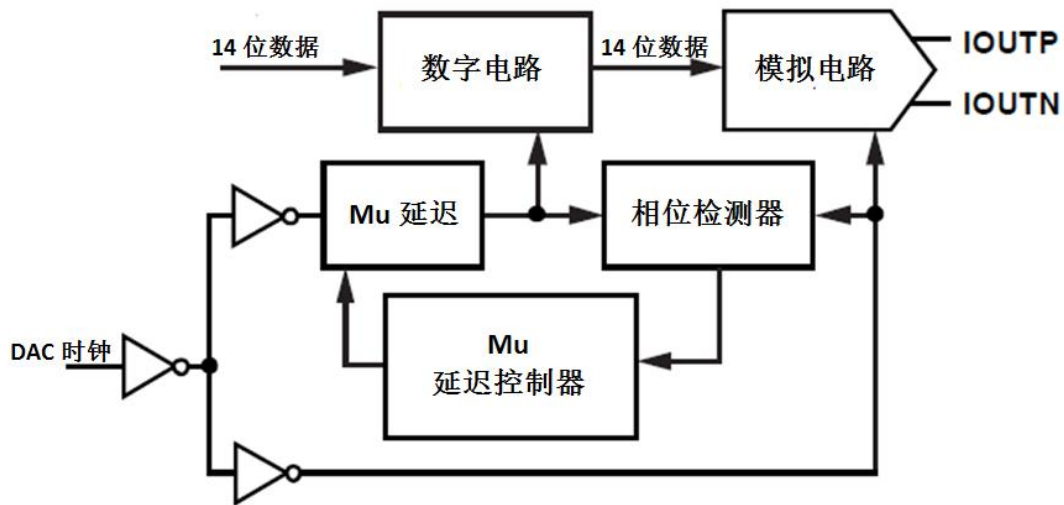 14 位数据
数字电路
14 位数据
模拟电路
IOUTP
IOUTN
Mu 延迟
相位检测器
DAC 时钟
Mu
延迟控制器